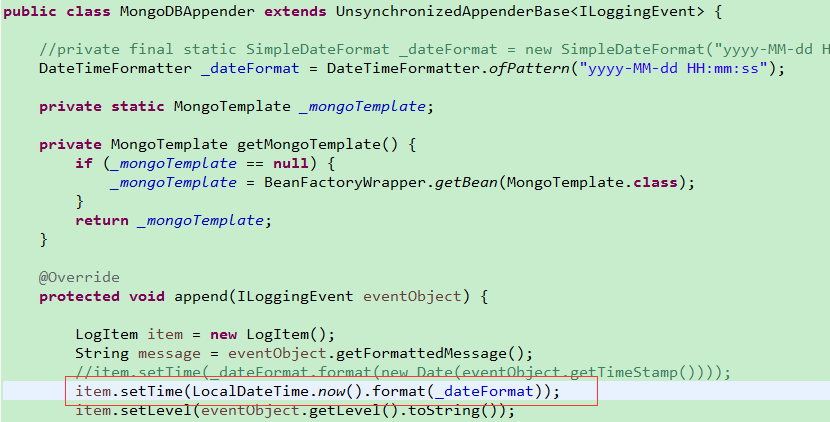 public class MongoDBAppender extends UnsynchronizedAppenderBase<ILoggingEvent> {
//private final static SimpleDateFormat _dateFormat = new SimpleDateFormat("yyyy-MM-dd H
DateTimeFormatter _dateFormat = DateTimeFormatter.ofPattern("yyyy-MM-dd HH:mm:ss");
private static MongoTemplate _mongoTemplate;
private MongoTemplate getMongoTemplate() {
if (_mongoTemplate == null) {
_mongoTemplate = BeanFactoryWrapper.getBean(MongoTemplate.class);
}
return _mongoTemplate;
}
@Override
protected void append(ILoggingEvent eventObject) {
LogItem item = new LogItem();
String message = eventObject.getFormattedMessage();
//item.setTime(_dateFormat.format(new Date(eventObject.getTimeStamp())));
item.setTime(LocalDateTime.now().format(_dateFormat));
item.setLevel(eventObject.getLevel().toString());